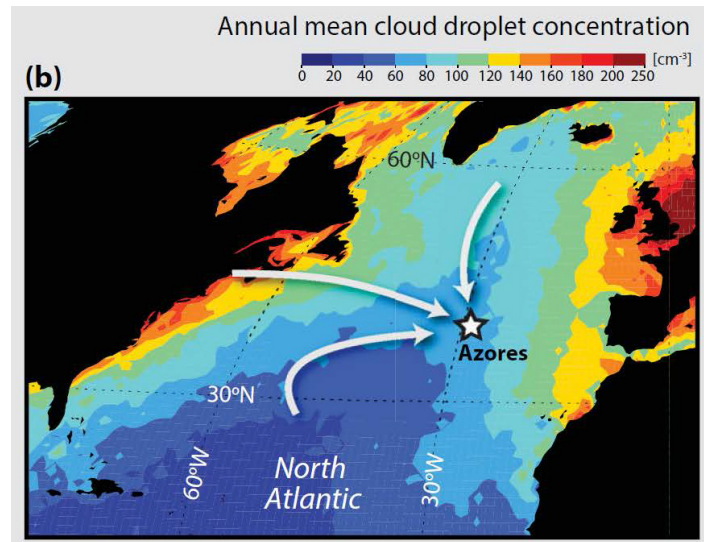 Annual mean cloud droplet concentration
[cm⁻³]
0 20 40 60 80 100 120 140 160 180 200 250
(b)
60ºN
Azores
30ºN
60ºW
North
Atlantic
30ºW